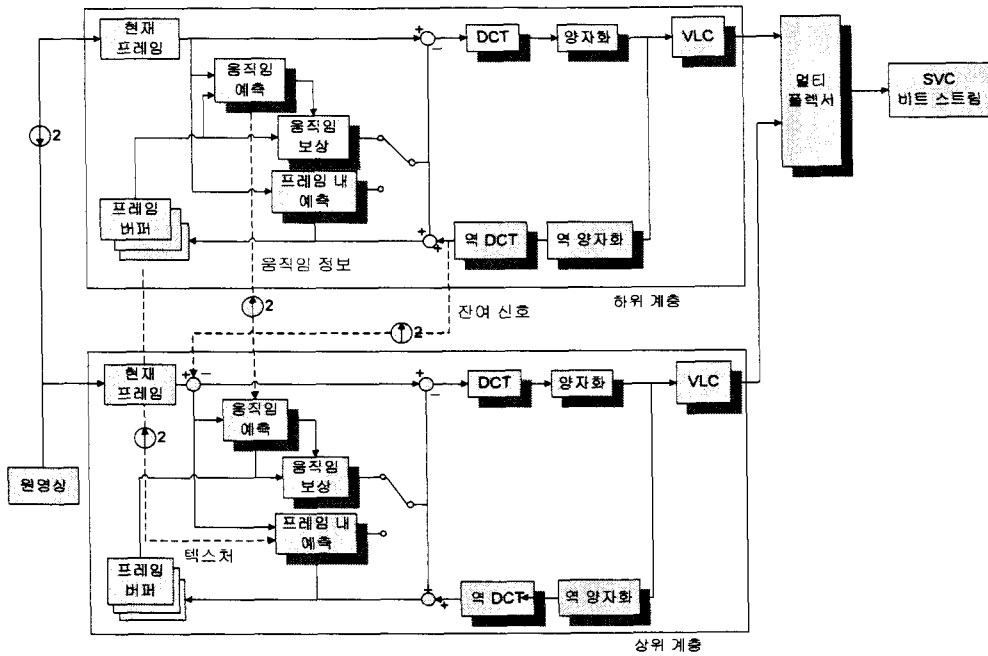 현재
프레임
+
−
DCT
양자화
VLC
움직임
예측
멀티
플렉서
SVC
비트 스트림
2
움직임
보상
프레임 내
예측
프레임
버퍼
+
+
역 DCT
역 양자화
움직임 정보
하위 계층
2
잔여 신호
2
현재
프레임
+
−
+
−
DCT
양자화
VLC
움직임
예측
2
원영상
움직임
보상
프레임 내
예측
텍스처
프레임
버퍼
+
+
역 DCT
역 양자화
상위 계층